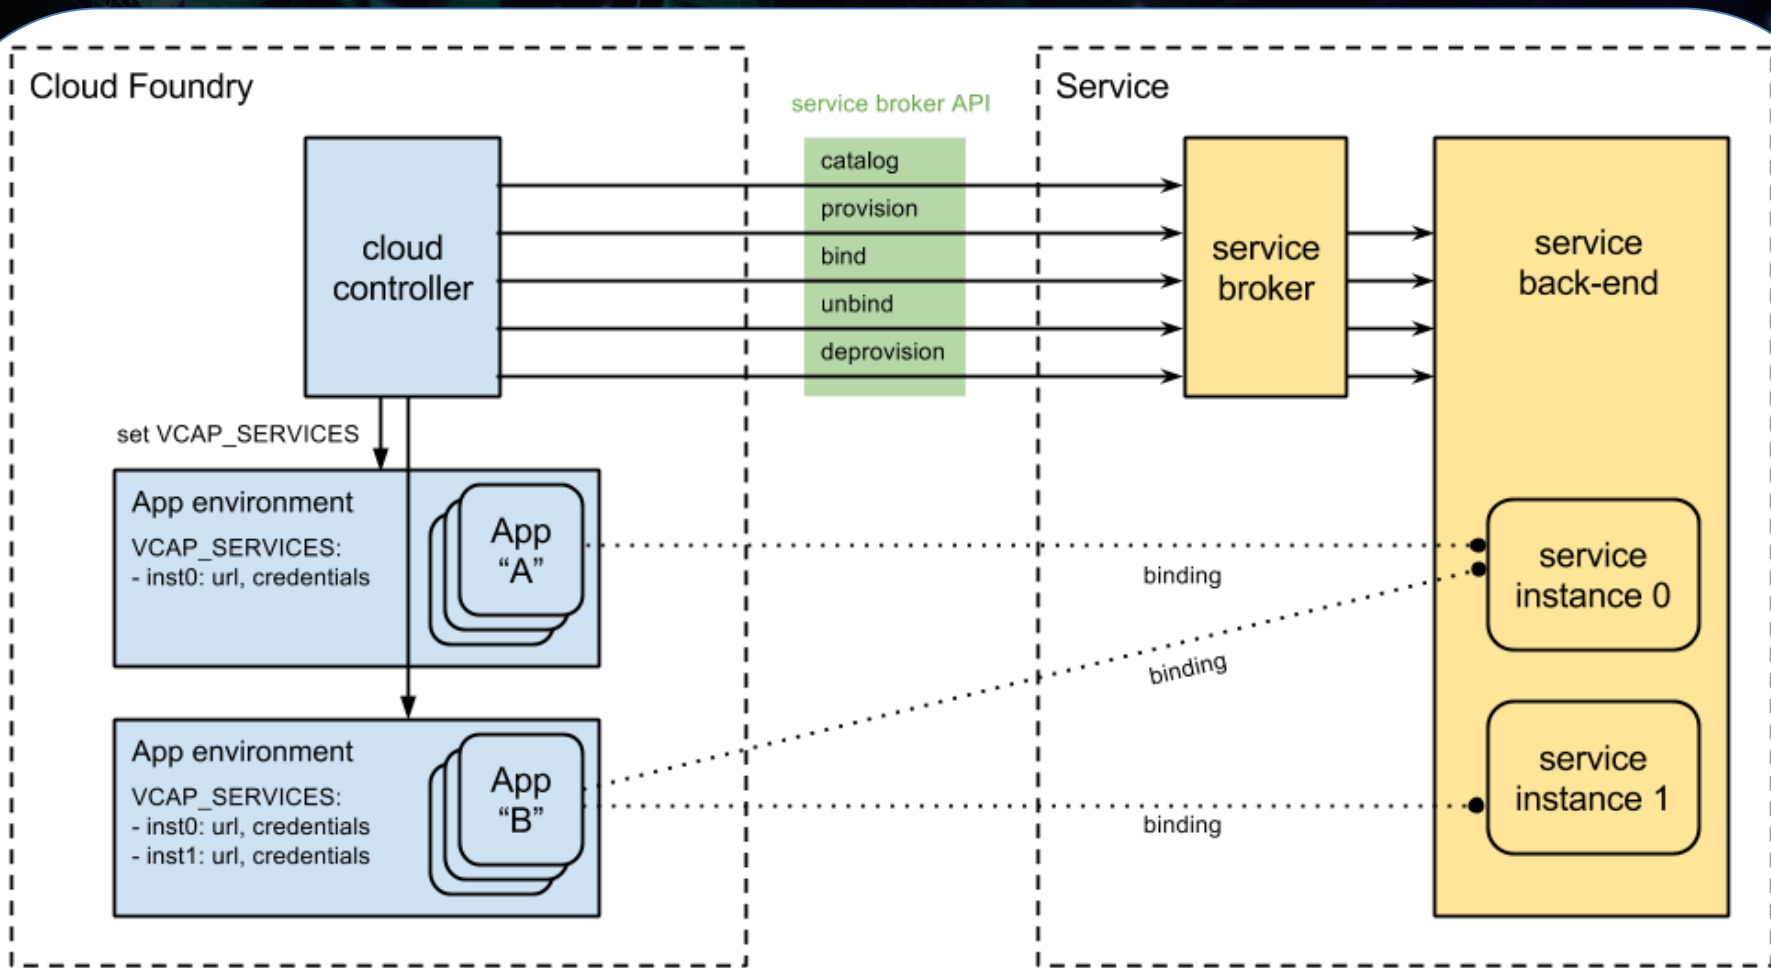 Cloud Foundry
Service
service broker API
catalog
provision
bind
unbind
deprovision
cloud
controller
service
broker
service
back-end
set VCAP_SERVICES
App environment
VCAP_SERVICES:
- inst0: url, credentials
App
“A”
binding
service
instance 0
binding
App environment
VCAP_SERVICES:
- inst0: url, credentials
- inst1: url, credentials
App
“B”
binding
service
instance 1